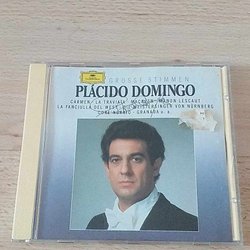 GROSSE STIMMEN
PLÁCIDO DOMINGO
CARMEN · LA TRAVIATA · MACBETH · MANON LESCAUT
LA FANCIULLA DEL WEST · DIE MEISTERSINGER VON NÜRNBERG
CORE 'NGRATO · GRANADA u. a.